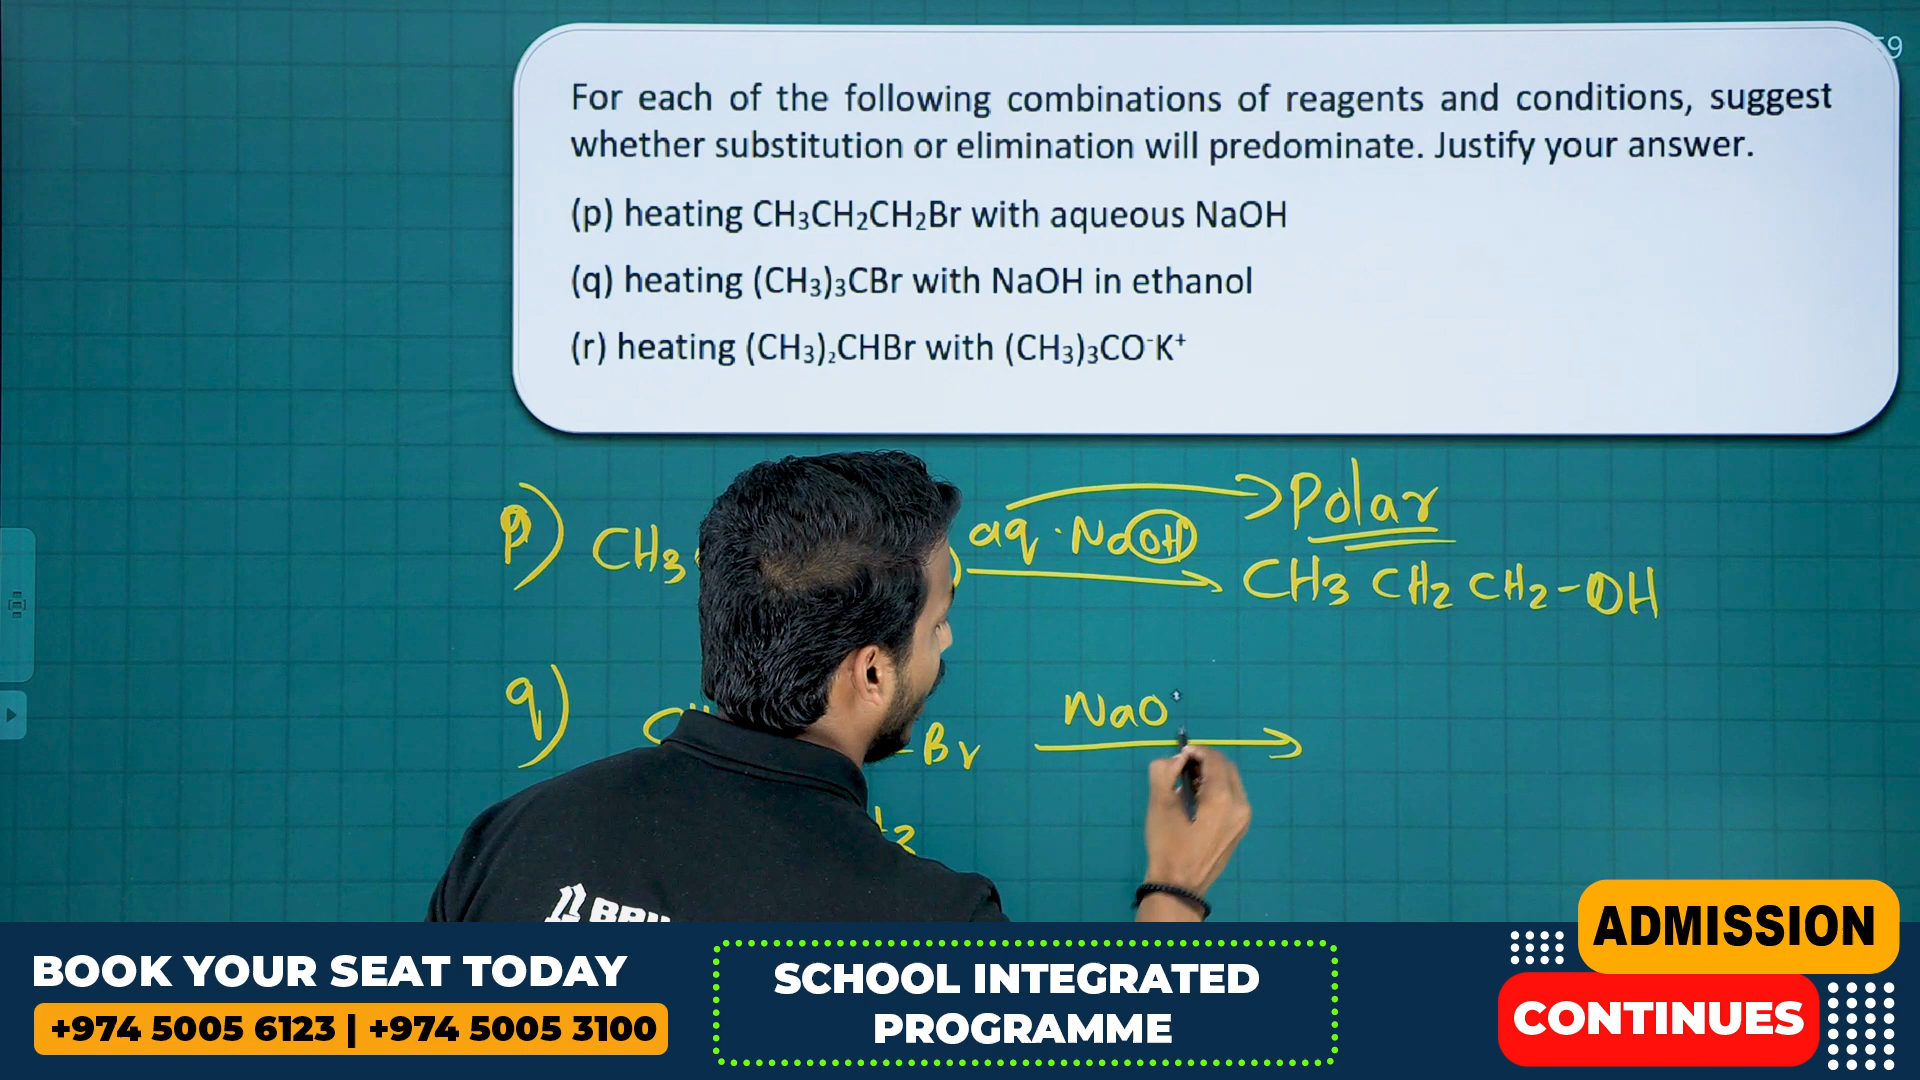 59
For each of the following combinations of reagents and conditions, suggest
whether substitution or elimination will predominate. Justify your answer.
(p) heating CH₃CH₂CH₂Br with aqueous NaOH
(q) heating (CH₃)₃CBr with NaOH in ethanol
(r) heating (CH₃)₂CHBr with (CH₃)₃CO⁻K⁺
Polar
p) CH3 aq. NaOH CH3 CH2 CH2-OH
q) -Br NaO
BOOK YOUR SEAT TODAY
+974 5005 6123 | +974 5005 3100
SCHOOL INTEGRATED
PROGRAMME
ADMISSION
CONTINUES